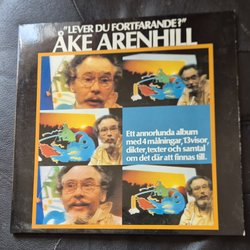 "LEVER DU FORTFARANDE?"
ÅKE ARENHILL
Ett annorlunda album
med 4 målningar, 13 visor,
dikter, texter och samtal
om det där att finnas till.